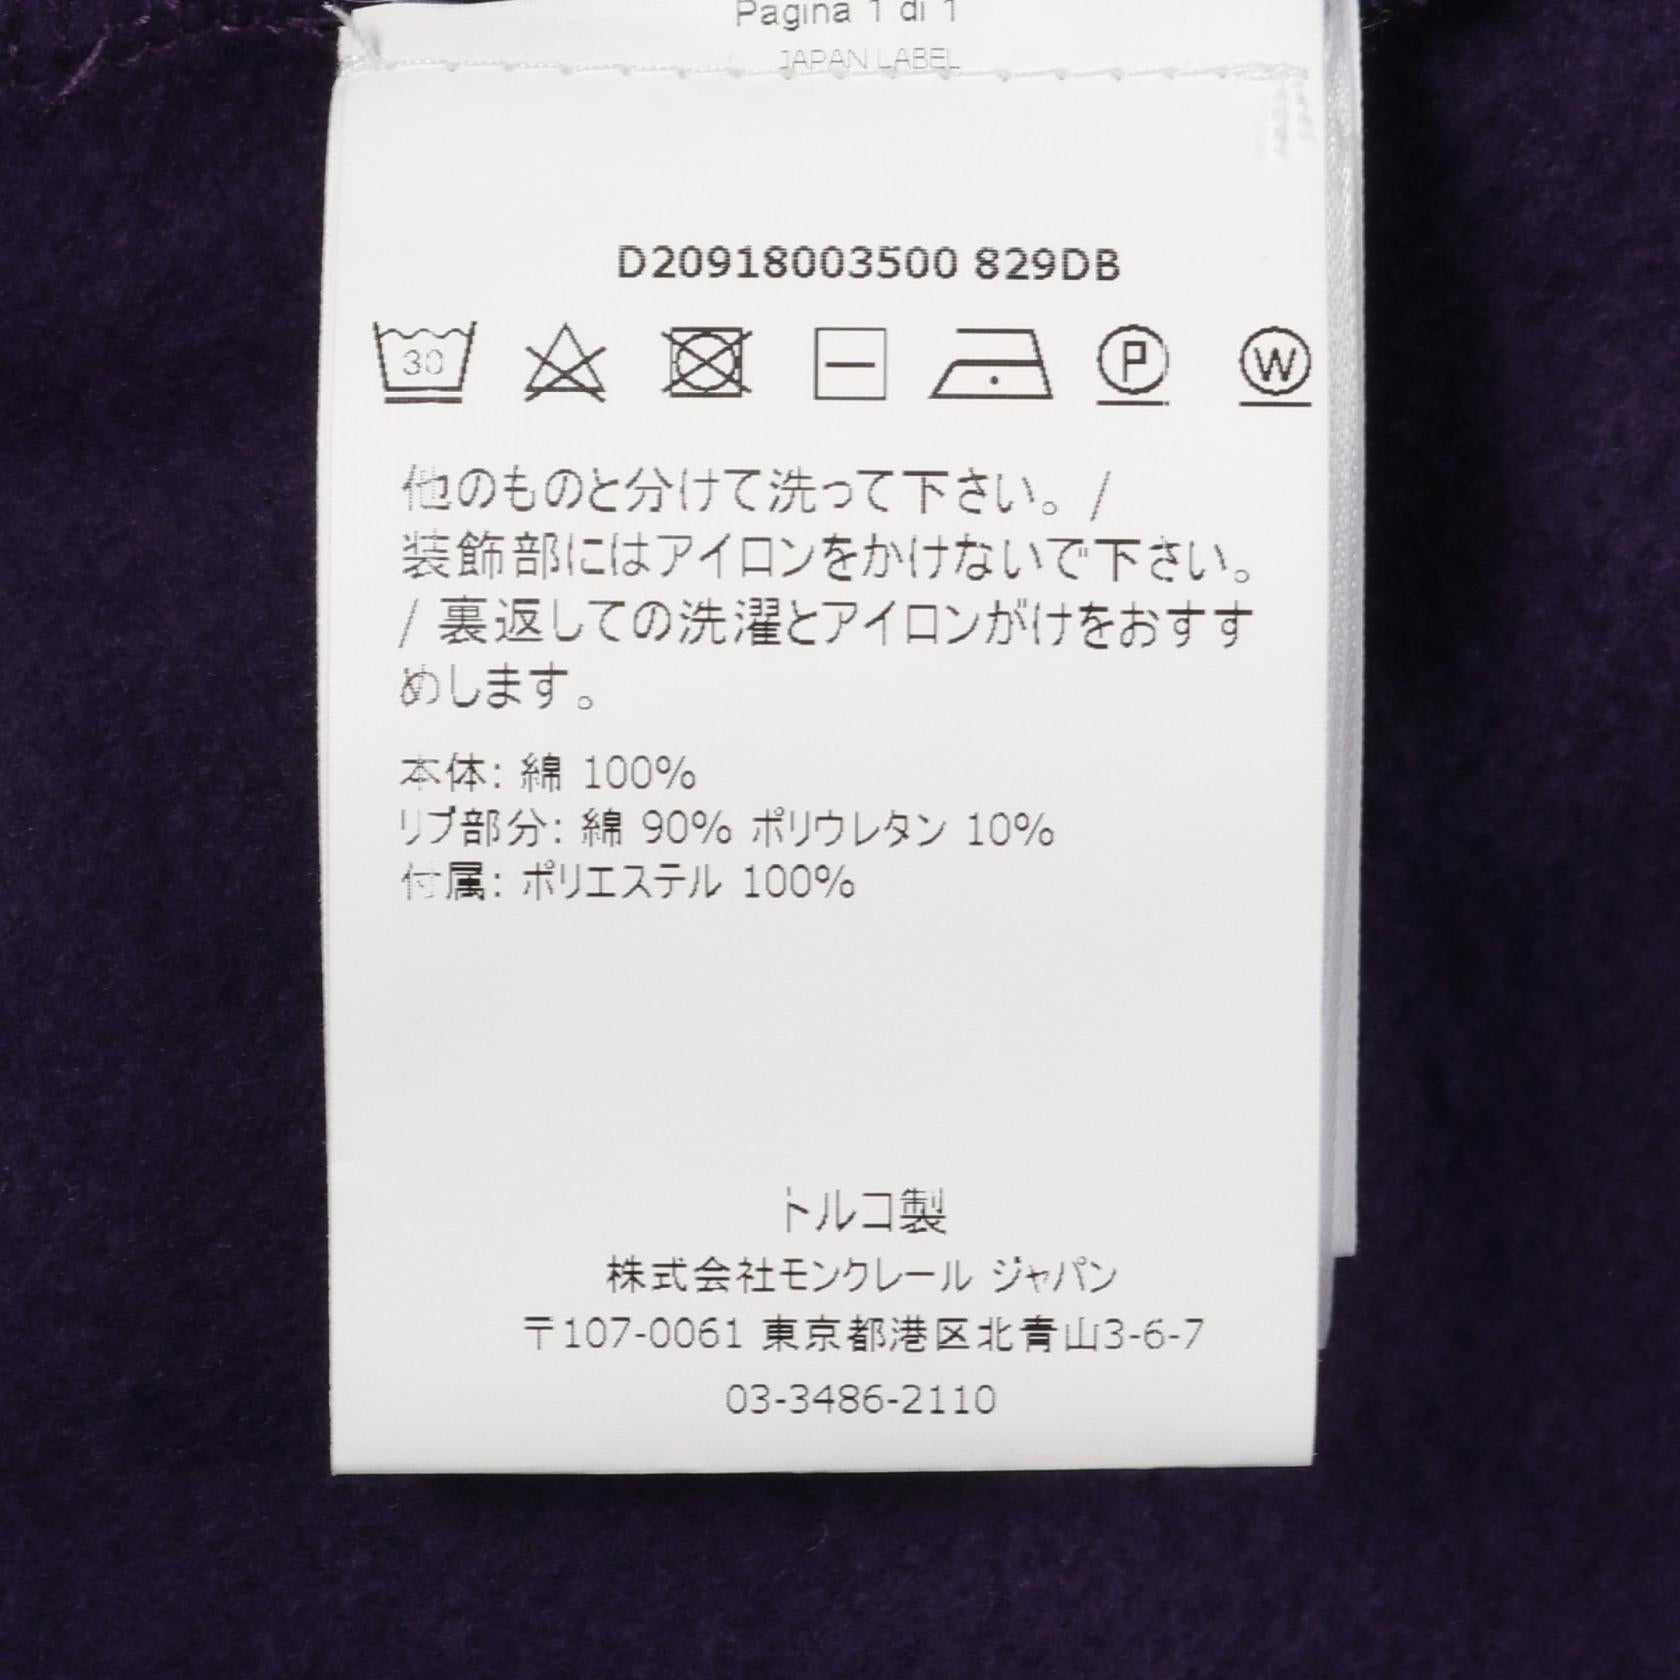 Pagina 1 di 1
JAPAN LABEL
D20918003500 829DB
30 P W
他のものと分けて洗って下さい。/
装飾部にはアイロンをかけないで下さい。
/ 裏返しての洗濯とアイロンがけをおすす
めします。
本体: 綿 100%
リブ部分: 綿 90% ポリウレタン 10%
付属: ポリエステル 100%
トルコ製
株式会社モンクレール ジャパン
〒107-0061 東京都港区北青山3-6-7
03-3486-2110